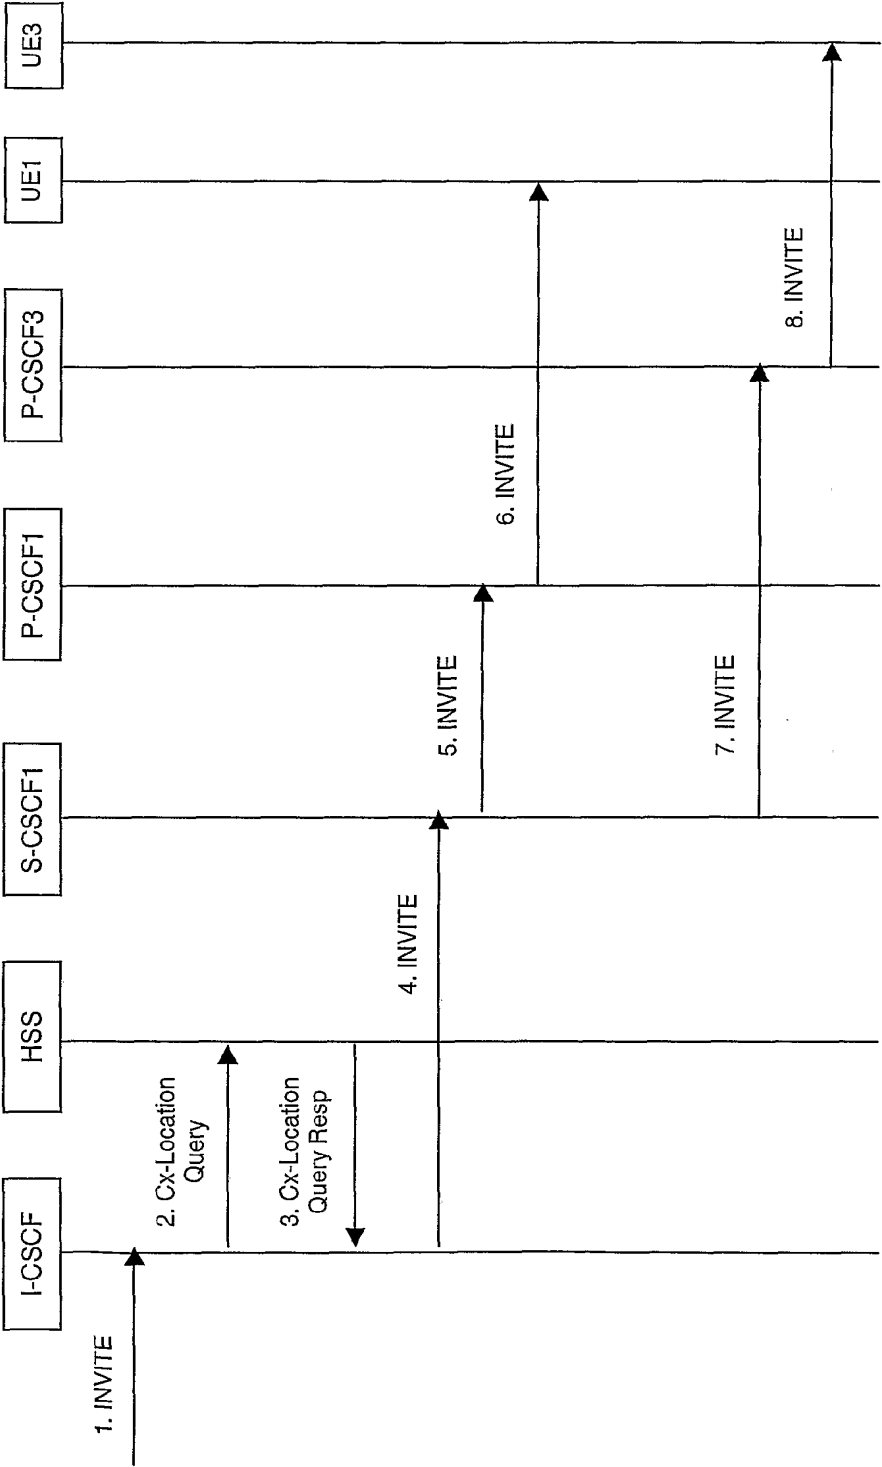 I-CSCF
HSS
S-CSCF1
P-CSCF1
P-CSCF3
UE1
UE3
1. INVITE
2. Cx-Location
Query
3. Cx-Location
Query Resp
4. INVITE
5. INVITE
6. INVITE
7. INVITE
8. INVITE